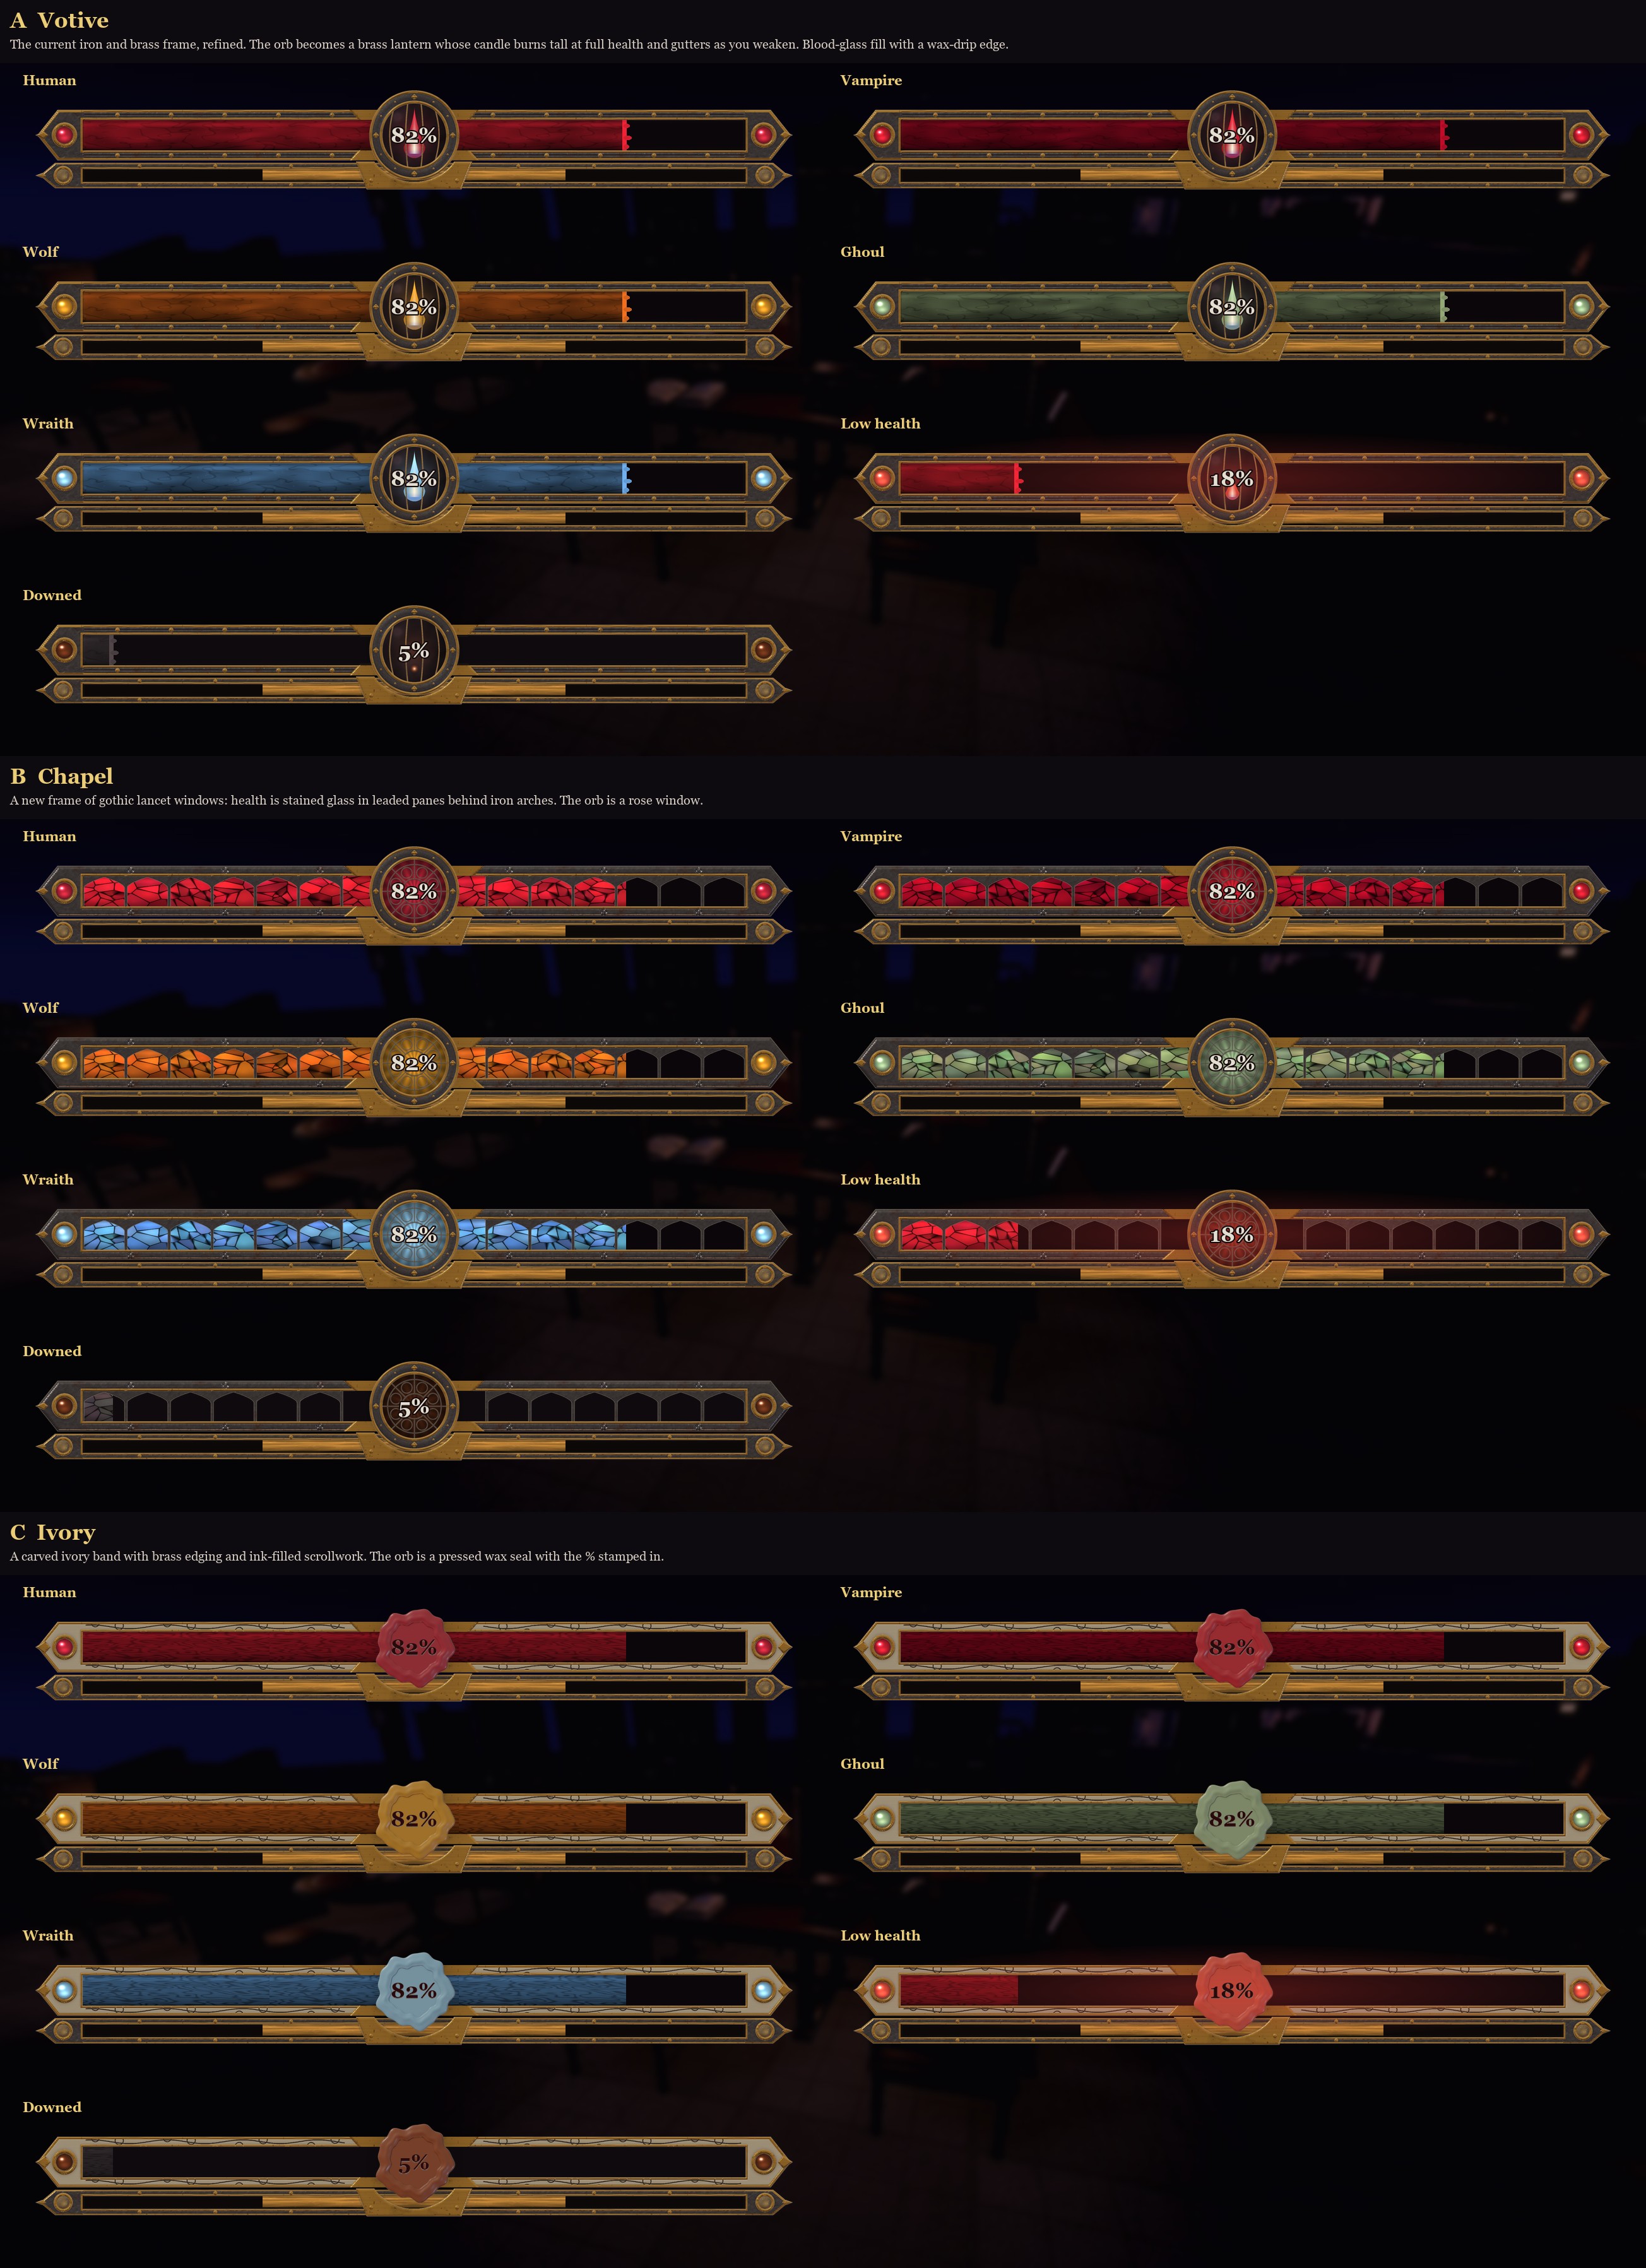 A Votive
The current iron and brass frame, refined. The orb becomes a brass lantern whose candle burns tall at full health and gutters as you weaken. Blood-glass fill with a wax-drip edge.
Human
Vampire
82%
82%
Wolf
Ghoul
82%
82%
Wraith
Low health
82%
18%
Downed
5%
B Chapel
A new frame of gothic lancet windows: health is stained glass in leaded panes behind iron arches. The orb is a rose window.
Human
Vampire
82%
82%
Wolf
Ghoul
82%
82%
Wraith
Low health
82%
18%
Downed
5%
C Ivory
A carved ivory band with brass edging and ink-filled scrollwork. The orb is a pressed wax seal with the % stamped in.
Human
Vampire
82%
82%
Wolf
Ghoul
82%
82%
Wraith
Low health
82%
18%
Downed
5%